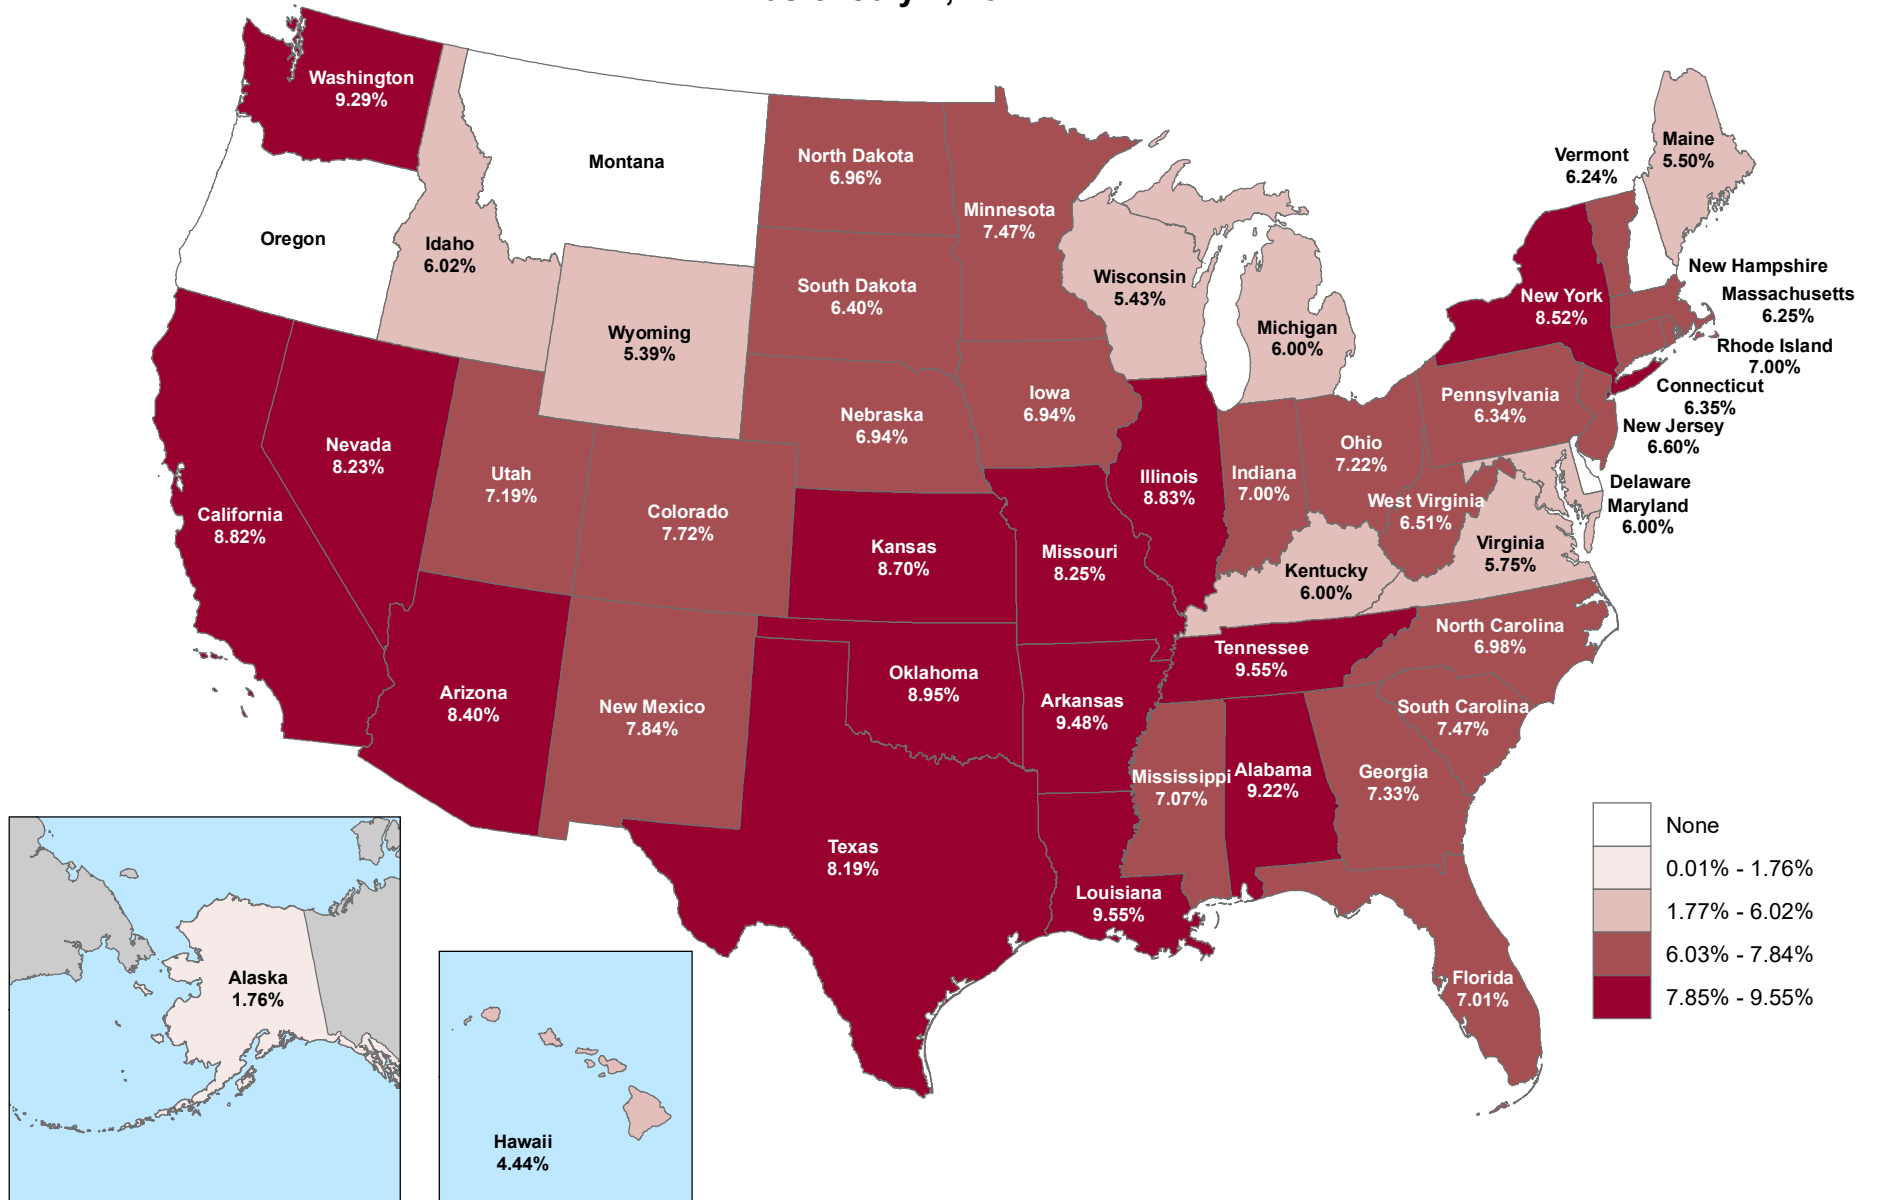 Washington
9.29%
Montana
North Dakota
6.96%
Minnesota
7.47%
Vermont
6.24%
Maine
5.50%
Oregon
Idaho
6.02%
Wyoming
5.39%
South Dakota
6.40%
Wisconsin
5.43%
Michigan
6.00%
New York
8.52%
New Hampshire
Massachusetts
6.25%
Rhode Island
7.00%
Connecticut
6.35%
New Jersey
6.60%
Delaware
Maryland
6.00%
Pennsylvania
6.34%
Nevada
8.23%
Utah
7.19%
Colorado
7.72%
Nebraska
6.94%
Iowa
6.94%
Illinois
8.83%
Indiana
7.00%
Ohio
7.22%
West Virginia
6.51%
Virginia
5.75%
California
8.82%
Kansas
8.70%
Missouri
8.25%
Kentucky
6.00%
North Carolina
6.98%
Tennessee
9.55%
Arizona
8.40%
New Mexico
7.84%
Oklahoma
8.95%
Arkansas
9.48%
South Carolina
7.47%
Mississippi
7.07%
Alabama
9.22%
Georgia
7.33%
Texas
8.19%
Louisiana
9.55%
Florida
7.01%
Alaska
1.76%
Hawaii
4.44%
None
0.01% - 1.76%
1.77% - 6.02%
6.03% - 7.84%
7.85% - 9.55%